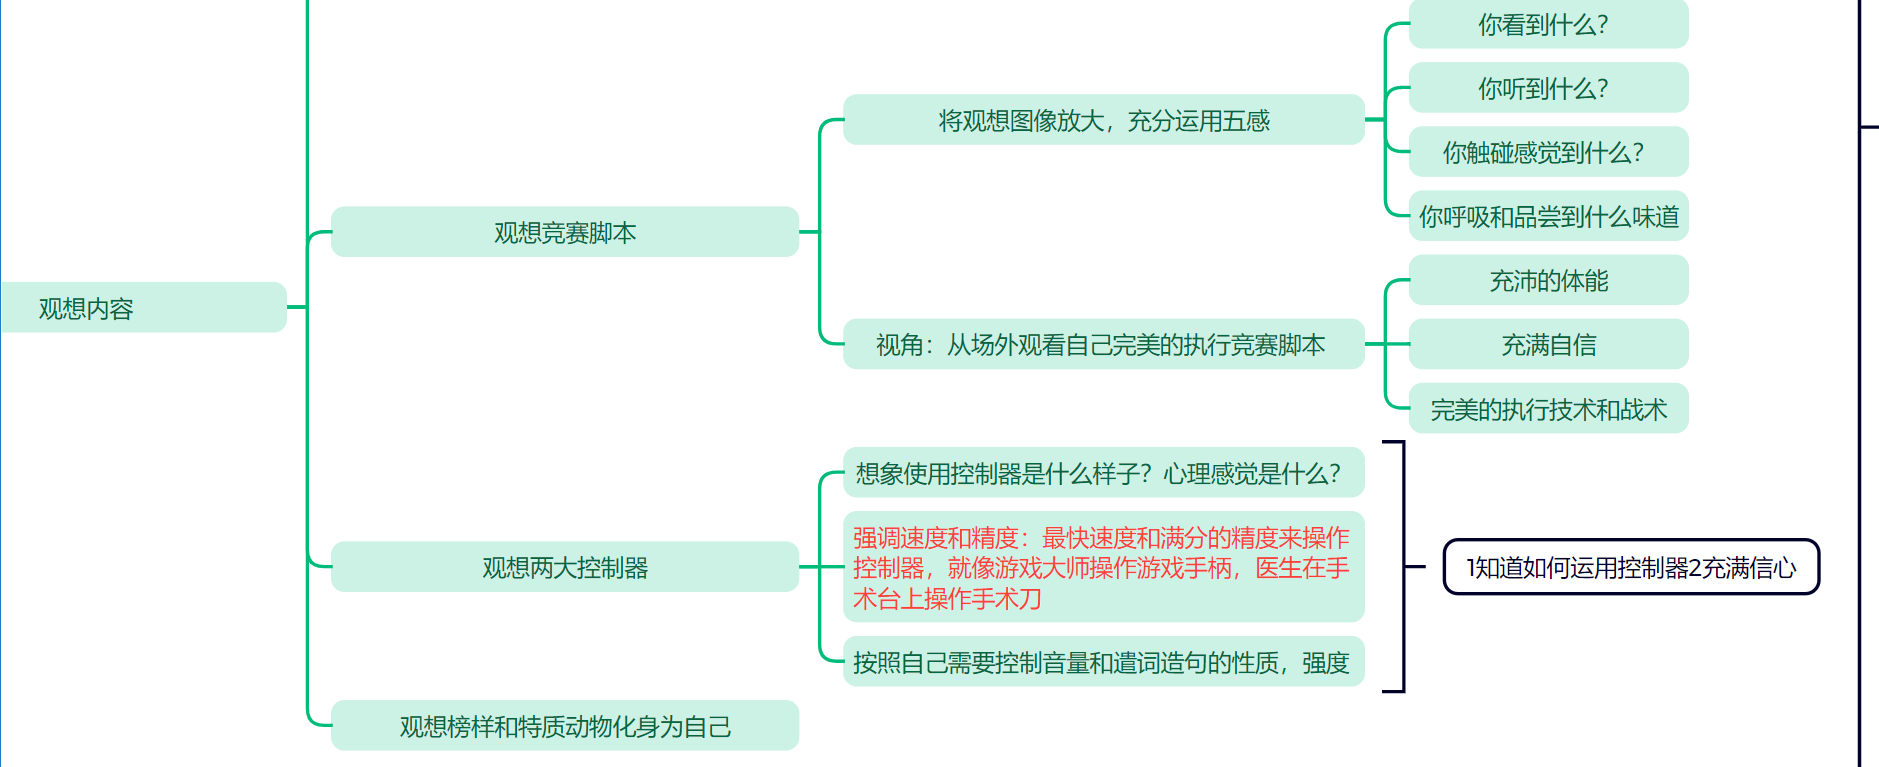 观想内容
观想竞赛脚本
将观想图像放大，充分运用五感
你看到什么？
你听到什么？
你触碰感觉到什么？
你呼吸和品尝到什么味道
视角：从场外观看自己完美的执行竞赛脚本
充沛的体能
充满自信
完美的执行技术和战术
观想两大控制器
想象使用控制器是什么样子？心理感觉是什么？
强调速度和精度：最快速度和满分的精度来操作
控制器，就像游戏大师操作游戏手柄，医生在手
术台上操作手术刀
按照自己需要控制音量和遣词造句的性质，强度
1知道如何运用控制器2充满信心
观想榜样和特质动物化身为自己